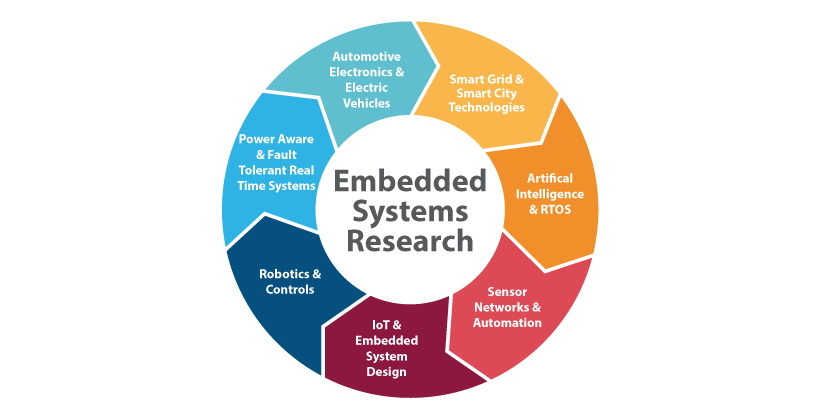 Embedded
Systems
Research
Automotive
Electronics &
Electric
Vehicles
Smart Grid &
Smart City
Technologies
Artifical
Intelligence
& RTOS
Sensor
Networks &
Automation
IoT &
Embedded
System
Design
Robotics &
Controls
Power Aware
& Fault
Tolerant Real
Time Systems